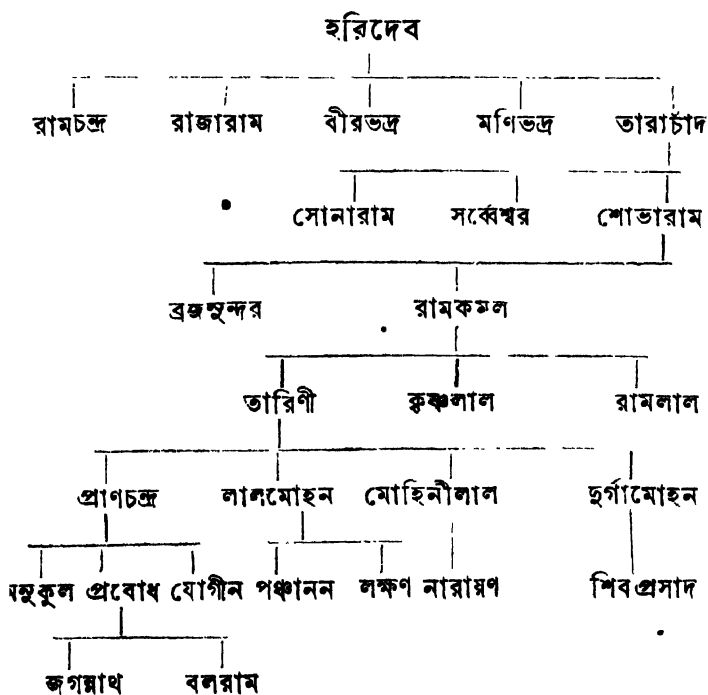 হরিদেব
রামচন্দ্র রাজারাম বীরভদ্র মণিভদ্র তারাচাঁদ
সোনারাম সর্ব্বেশ্বর শোভারাম
ব্রজসুন্দর রামকমল
তারিণী কৃষ্ণলাল রামলাল
প্রাণচন্দ্র লালমোহন মোহিনীলাল দুর্গামোহন
প্রবোধ যোগীন পঞ্চানন লক্ষণ নারায়ণ শিবপ্রসাদ
জগন্নাথ বলরাম